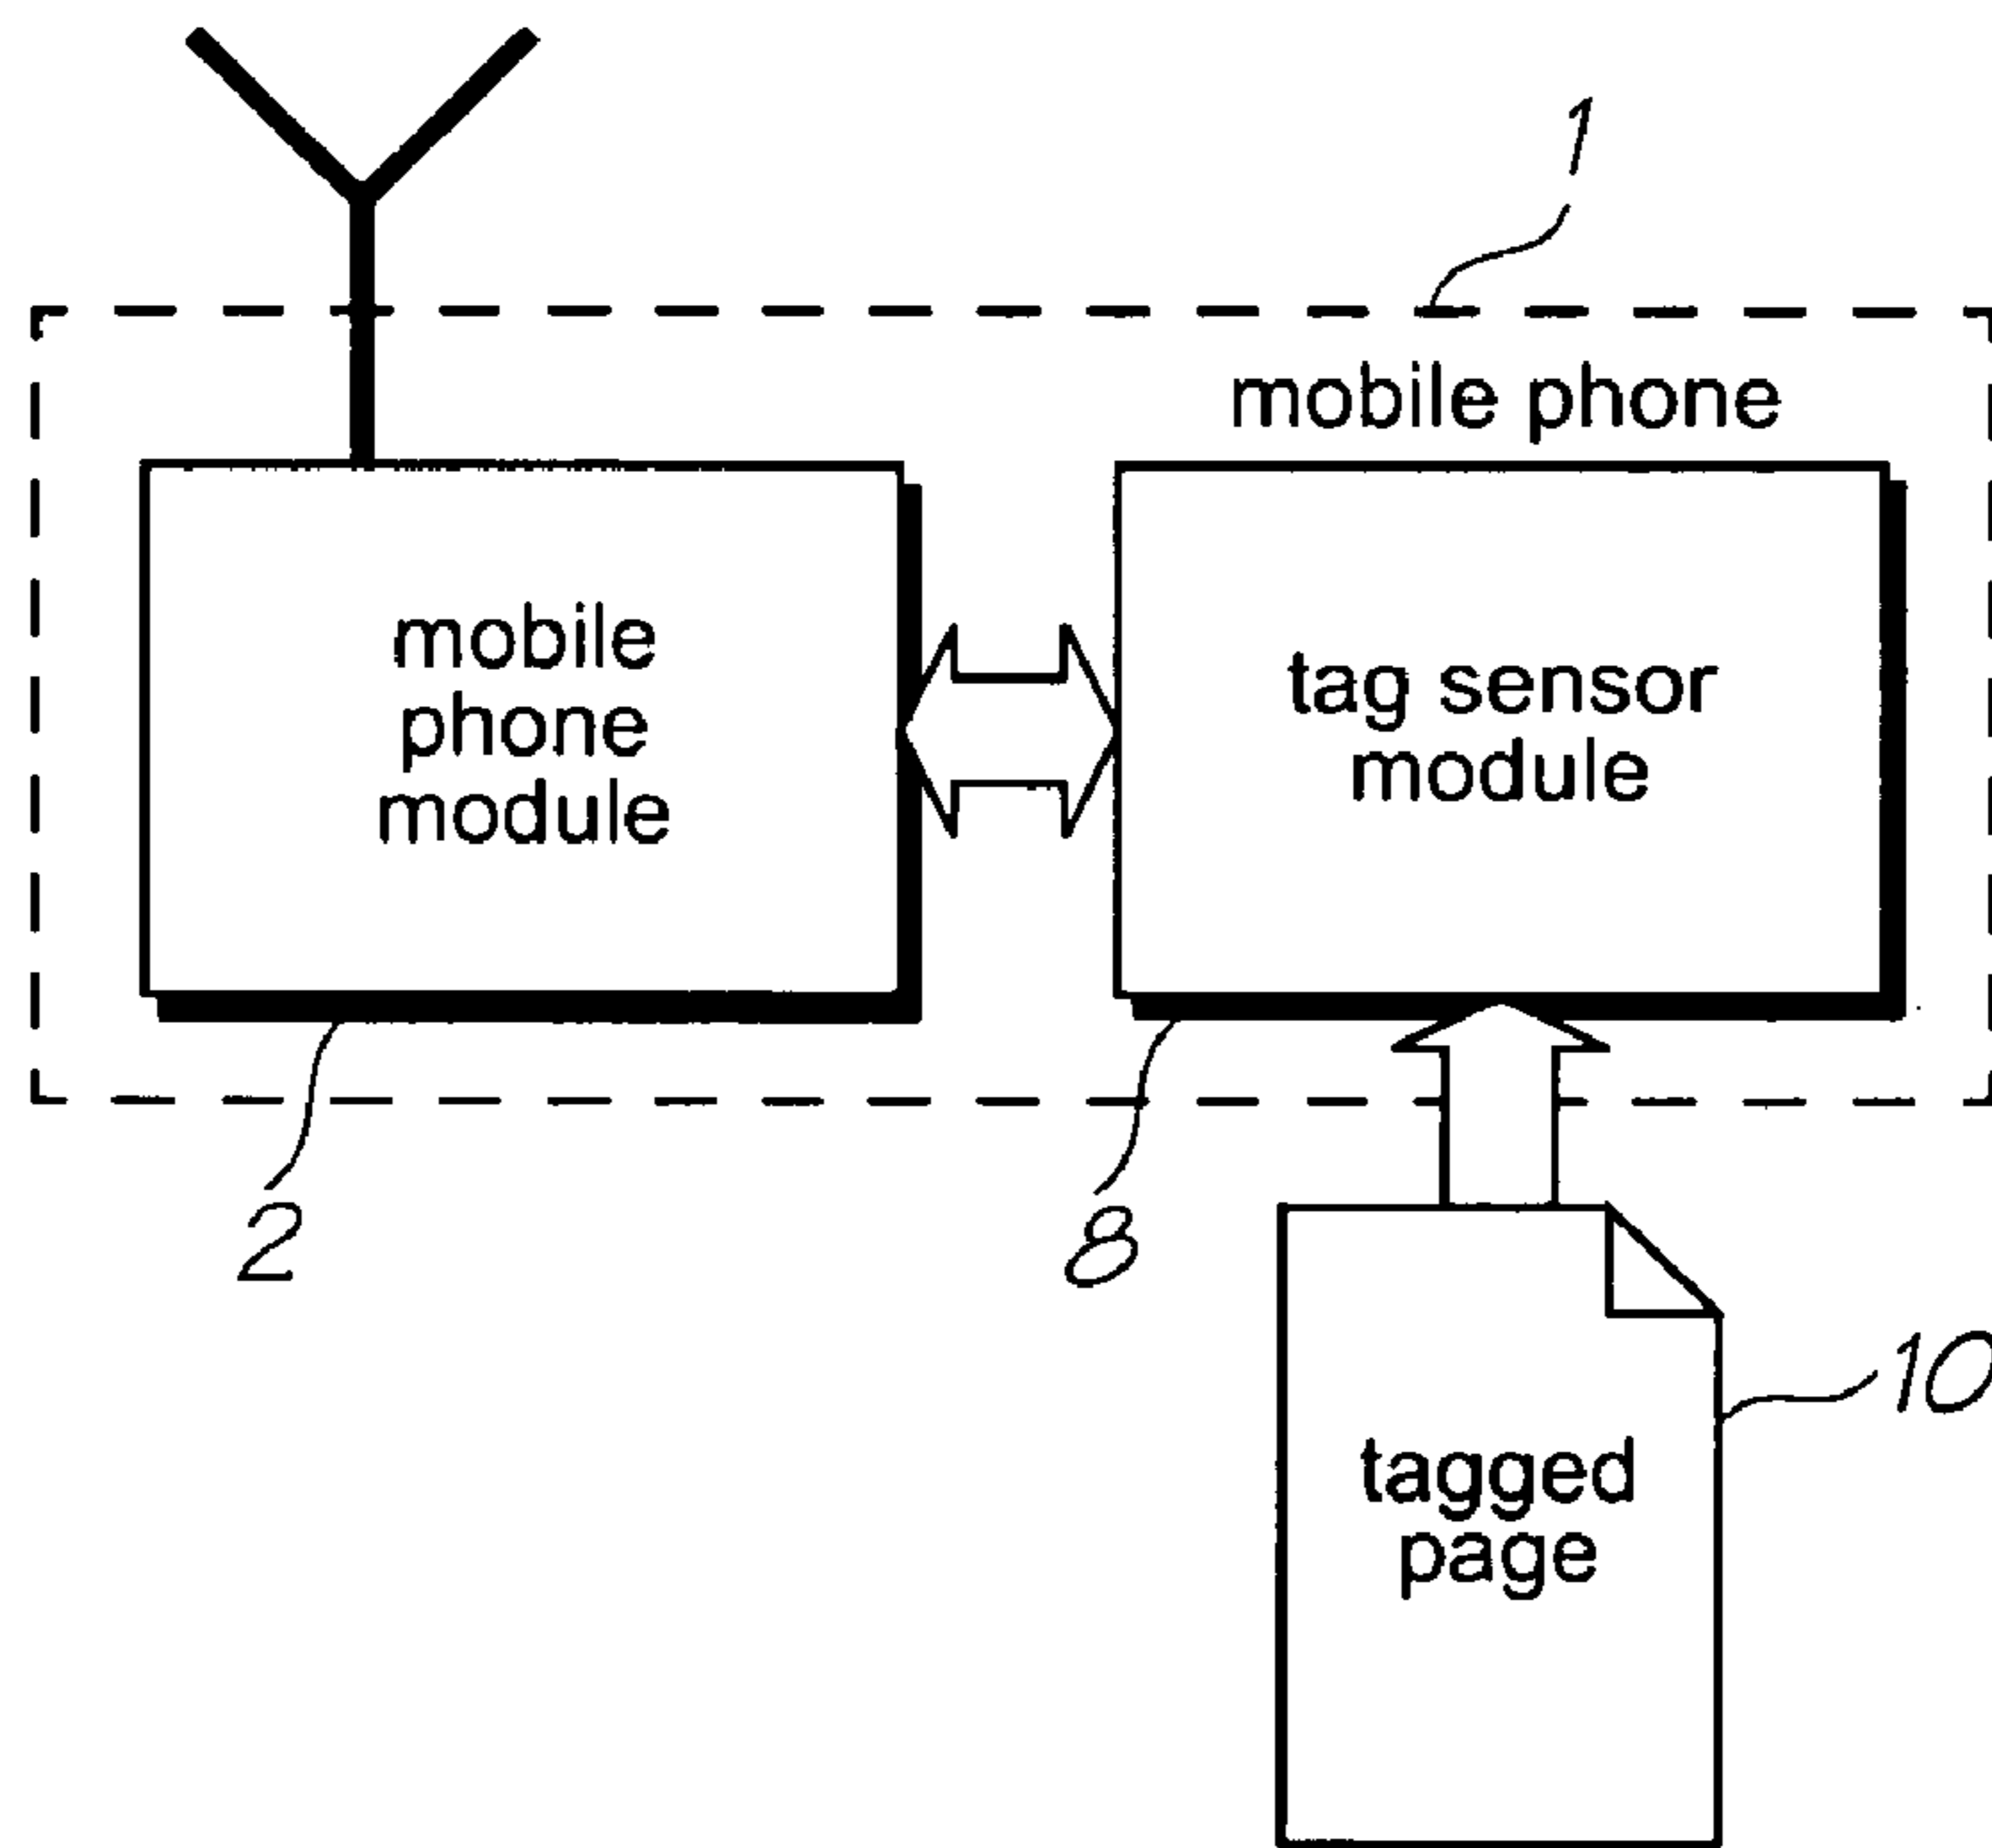 1
mobile phone
mobile
phone
module
tag sensor
module
2
8
10
tagged
page